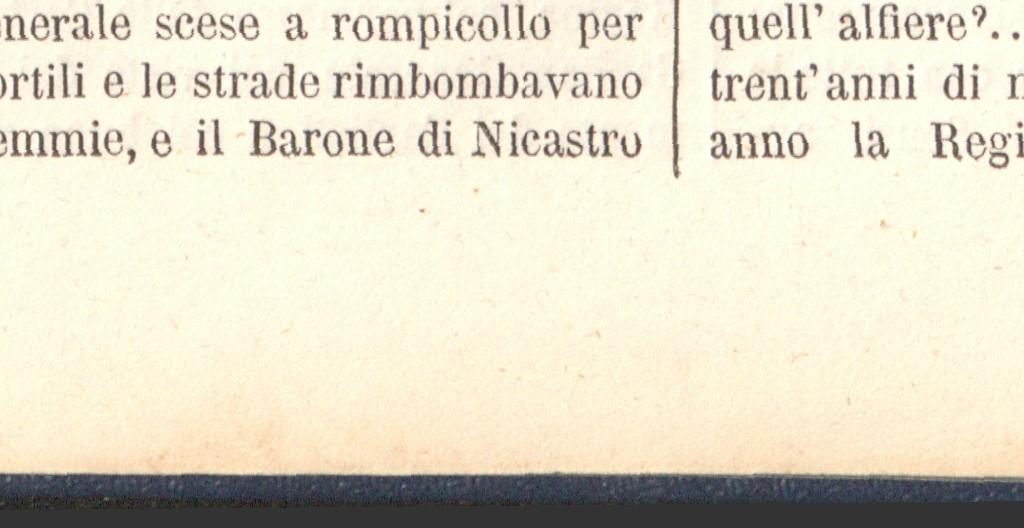 nerale scese a rompicollo per
rtili e le strade rimbombavano
emmie, e il Barone di Nicastro
quell' alfiere?..
trent'anni di
anno la Regi